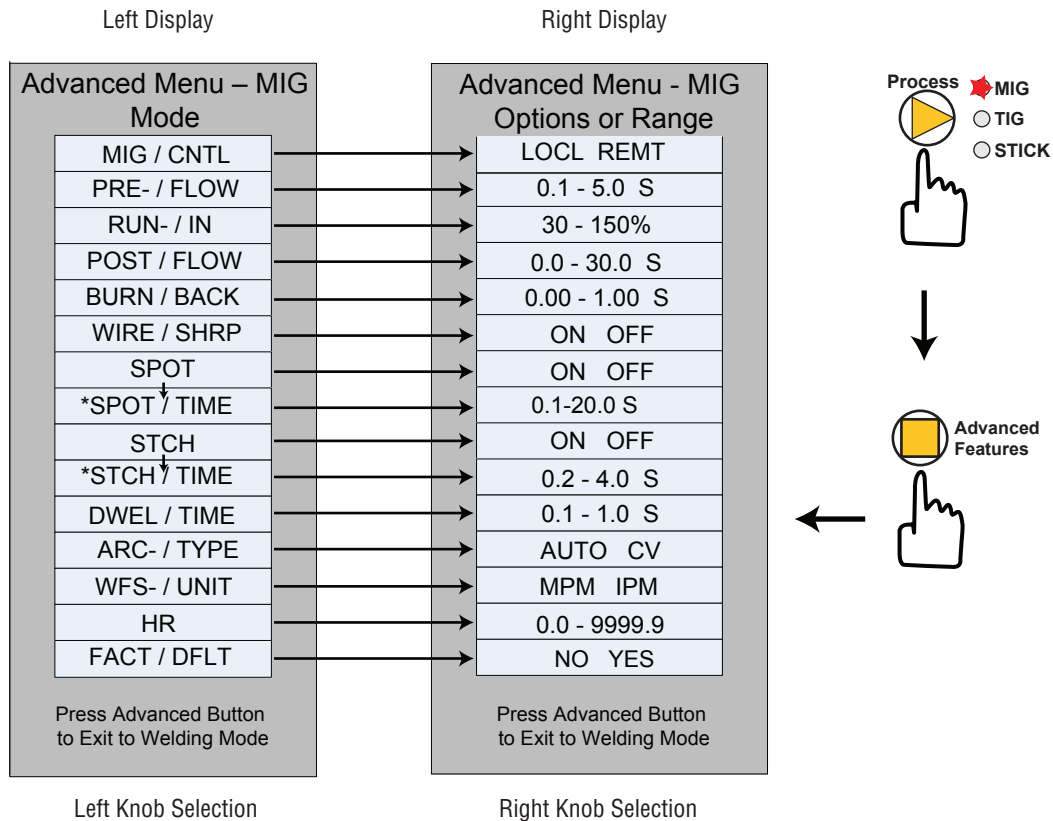 Left Display
Right Display
Advanced Menu – MIG
Mode
MIG / CNTL
PRE- / FLOW
RUN- / IN
POST / FLOW
BURN / BACK
WIRE / SHRP
SPOT
*SPOT / TIME
STCH
*STCH / TIME
DWEL / TIME
ARC- / TYPE
WFS- / UNIT
HR
FACT / DFLT
Press Advanced Button
to Exit to Welding Mode
Left Knob Selection
Advanced Menu - MIG
Options or Range
LOCL REMT
0.1 - 5.0 S
30 - 150%
0.0 - 30.0 S
0.00 - 1.00 S
ON OFF
ON OFF
0.1-20.0 S
ON OFF
0.2 - 4.0 S
0.1 - 1.0 S
AUTO CV
MPM IPM
0.0 - 9999.9
NO YES
Press Advanced Button
to Exit to Welding Mode
Right Knob Selection
Process
MIG
TIG
STICK
Advanced
Features